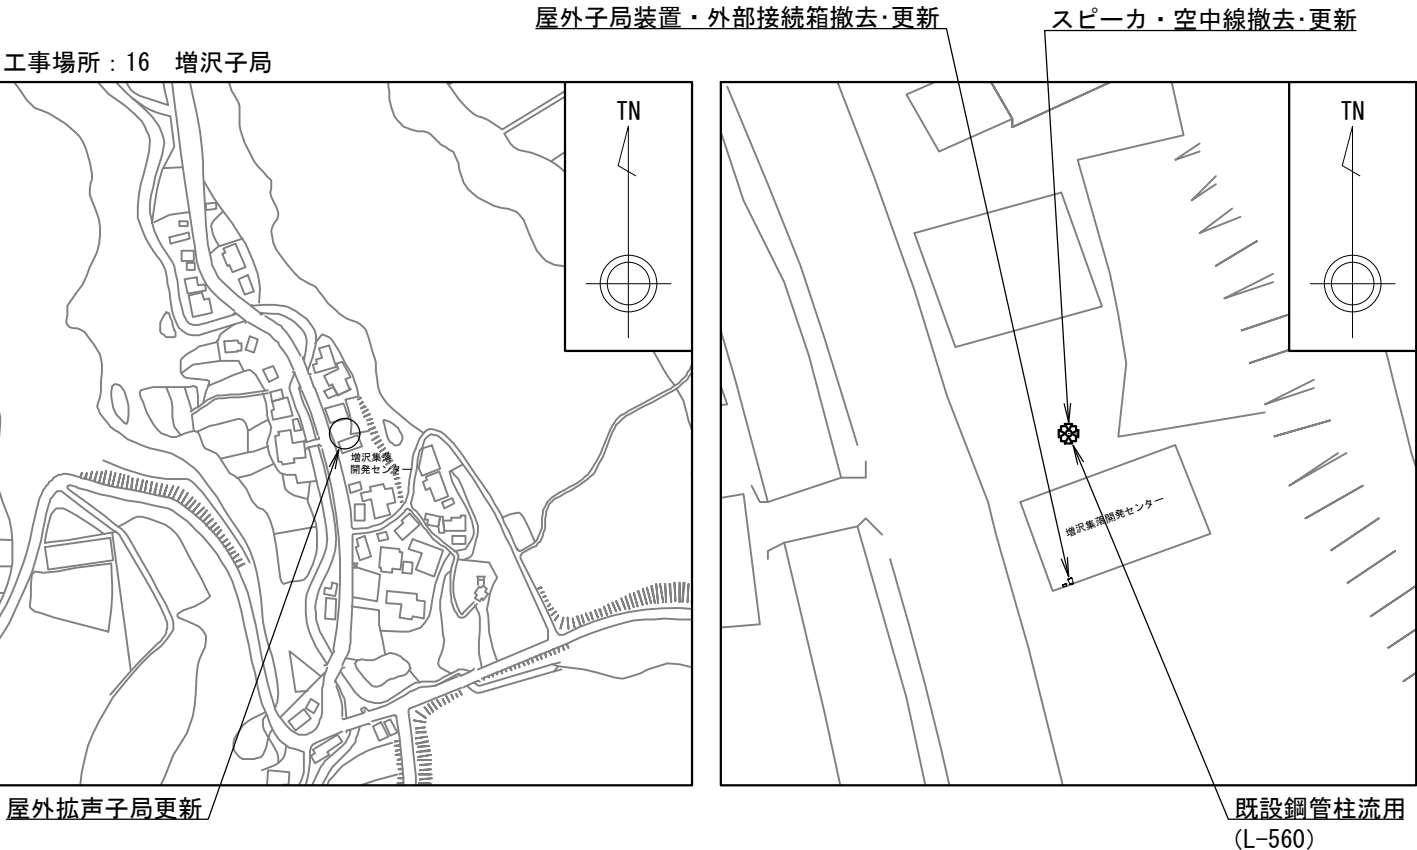 屋外子局装置・外部接続箱撤去･更新
スピーカ・空中線撤去･更新
工事場所：16　増沢子局
TN
TN
増沢集落
開発センター
増沢集落開発センター
屋外拡声子局更新
既設鋼管柱流用
(L-560)